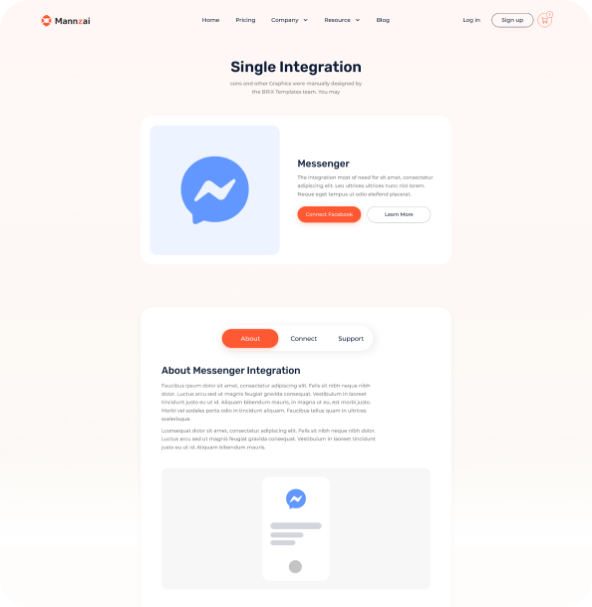 Mannzai
Home Pricing Company Resource Blog Log in Sign up
Single Integration
cons and other Graphics were manually designed by
the BRIX Templates team. You may
Messenger
The integration most of need for sit amet, consectetur
adipiscing elit. Leo ultrices ultrices nunc nisl lorem.
Neque eget tempus ut odio eleifend placerat.
Connect Facebook Learn More
About Connect Support
About Messenger Integration
Faucibus ipsum dolor sit amet, consectetur adipiscing elit. Felis sit nibh neque nibh
dolor. Luctus arcu sed ut magnis feugiat gravida consequat. Vestibulum in laoreet
tincidunt justo eu ut id. Aliquam bibendum mauris, in magna ut eu, est morbi justo.
Morbi vel sodales porta odio in tincidunt aliquam. Faucibus tellus quam in ultrices
scelerisque.
Lconsequat dolor sit amet, consectetur adipiscing elit. Felis sit nibh neque nibh dolor.
Luctus arcu sed ut magnis feugiat gravida consequat. Vestibulum in laoreet tincidunt
justo eu ut id Aliquam bibendum mauris.